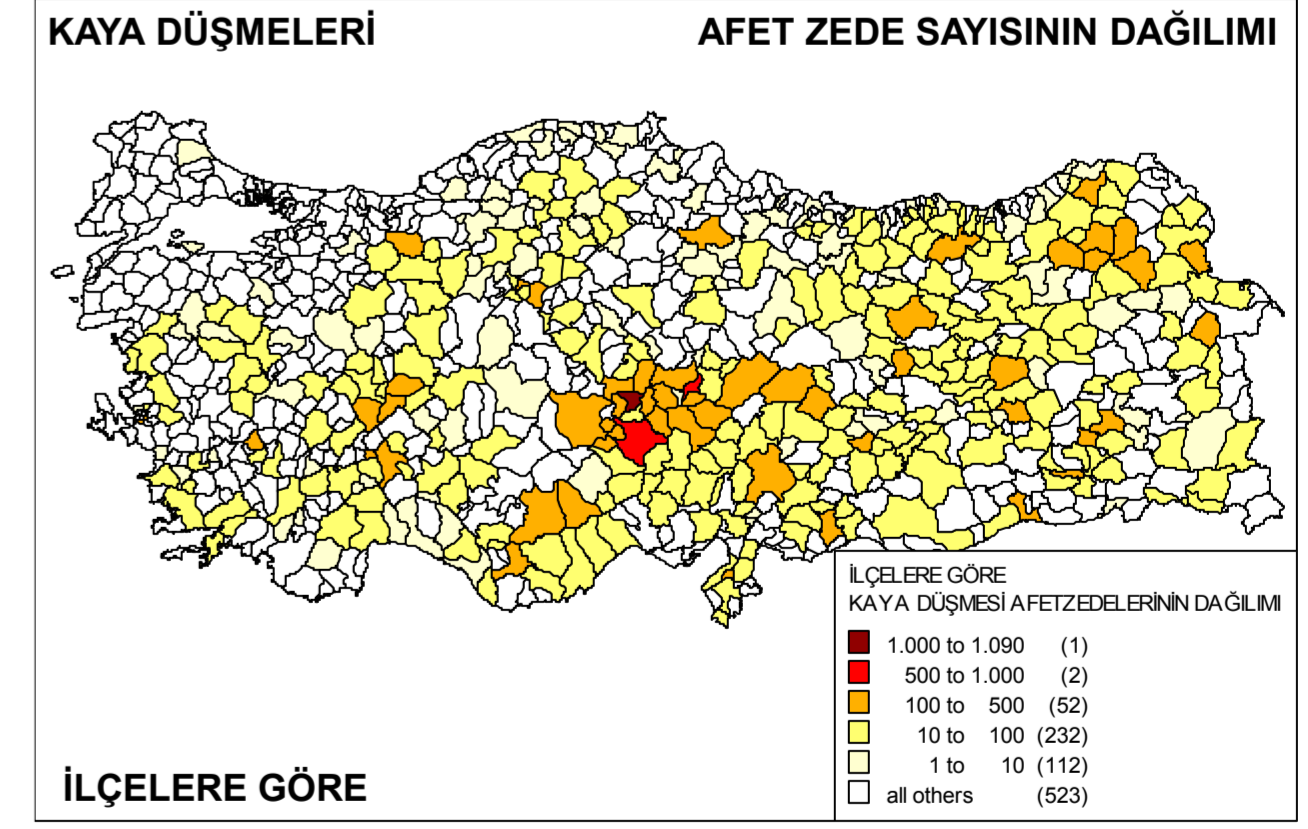 KAYA DÜŞMELERİ AFET ZEDE SAYISININ DAĞILIMI
İLÇELERE GÖRE
KAYA DÜŞMESİ AFETZEDELERİNİN DAĞILIMI
1.000 to 1.090 (1)
500 to 1.000 (2)
100 to 500 (52)
10 to 100 (232)
1 to 10 (112)
all others (523)
İLÇELERE GÖRE